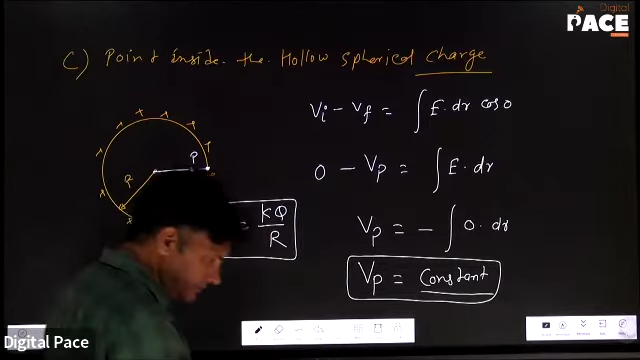 Digital
PACE
C) Point inside the Hollow Spherical Charge
Vi - Vf = ∫ E. dr cos 0
0 - Vp = ∫ E. dr
Vp = - ∫ 0. dr
Vp = Constant
P
R
= KQ/R
Digital Pace